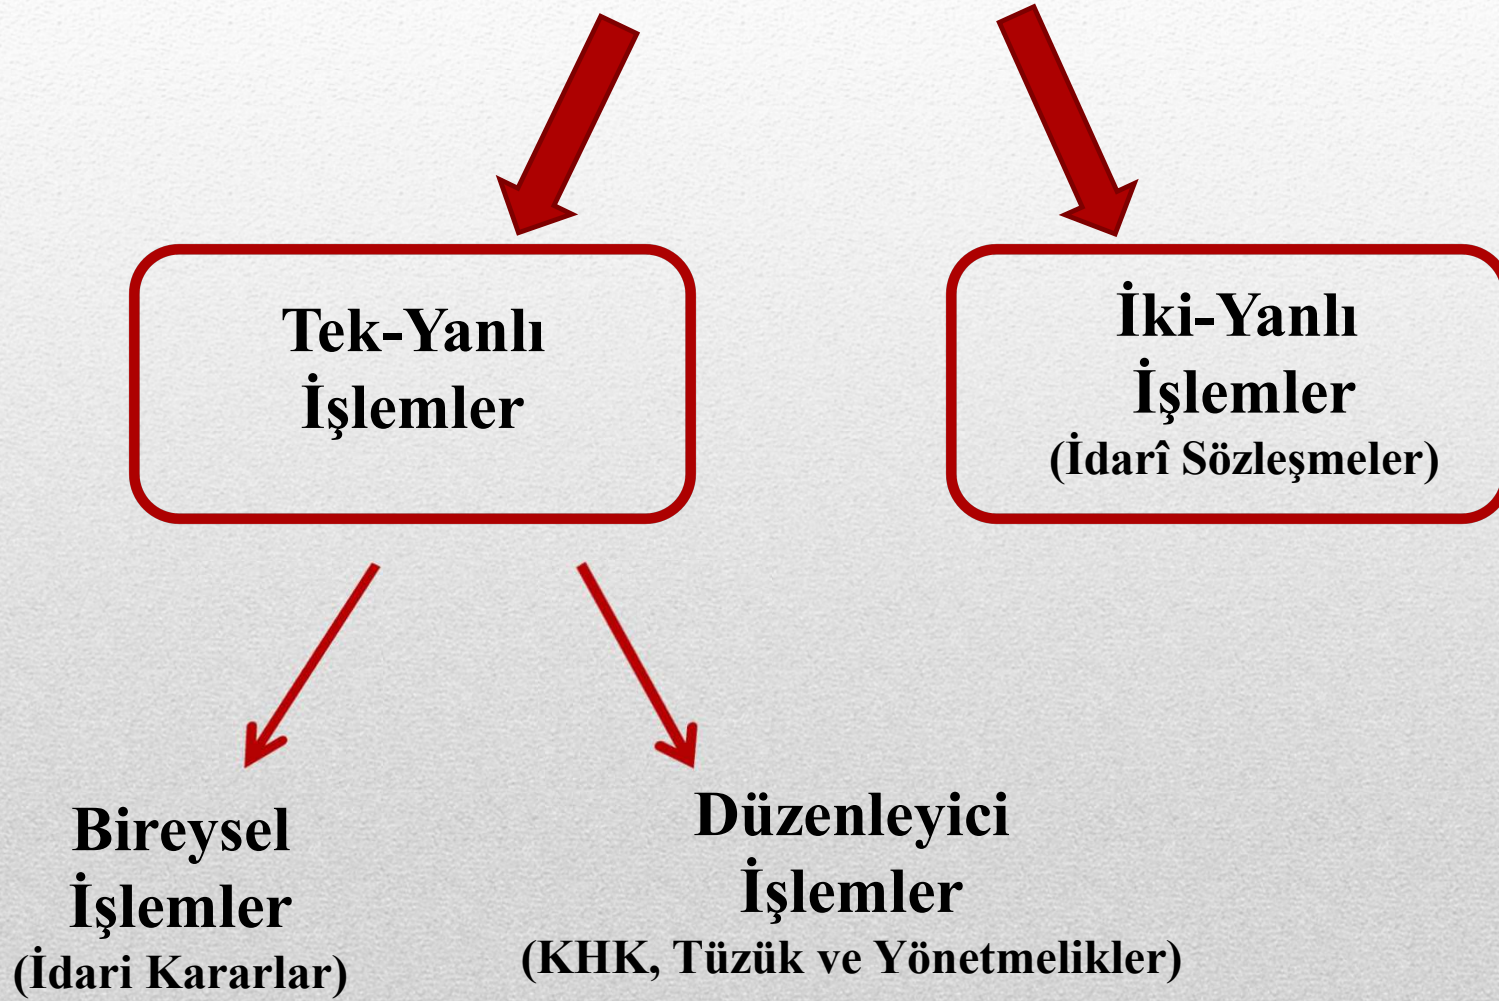 Tek-Yanlı
İşlemler
İki-Yanlı
İşlemler
(İdarî Sözleşmeler)
Bireysel
İşlemler
(İdari Kararlar)
Düzenleyici
İşlemler
(KHK, Tüzük ve Yönetmelikler)